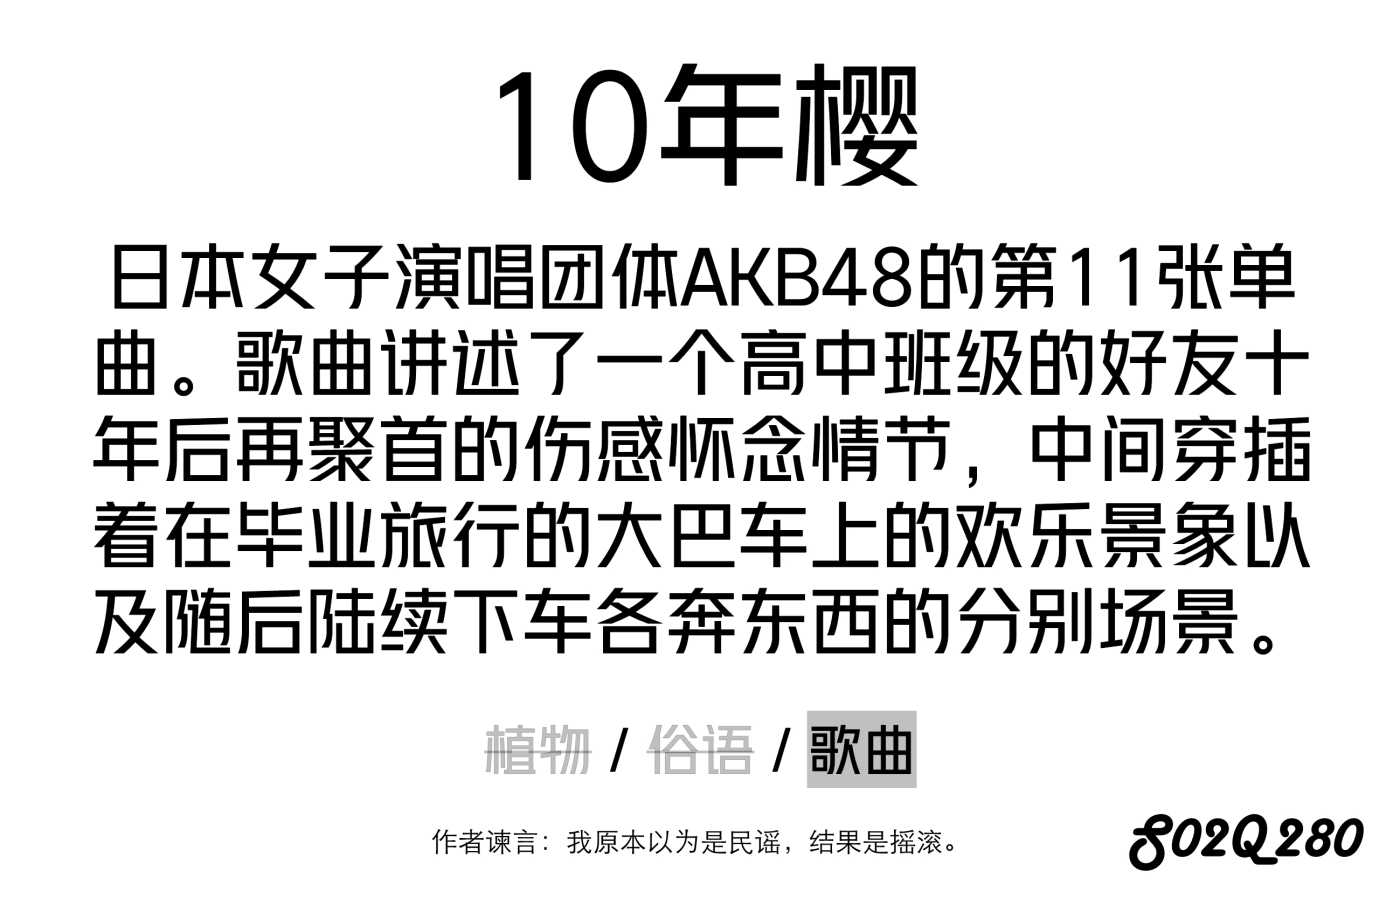 10年樱
日本女子演唱团体AKB48的第11张单
曲。歌曲讲述了一个高中班级的好友十
年后再聚首的伤感怀念情节，中间穿插
着在毕业旅行的大巴车上的欢乐景象以
及随后陆续下车各奔东西的分别场景。
植物 / 俗语 / 歌曲
作者谏言：我原本以为是民谣，结果是摇滚。
S02Q280